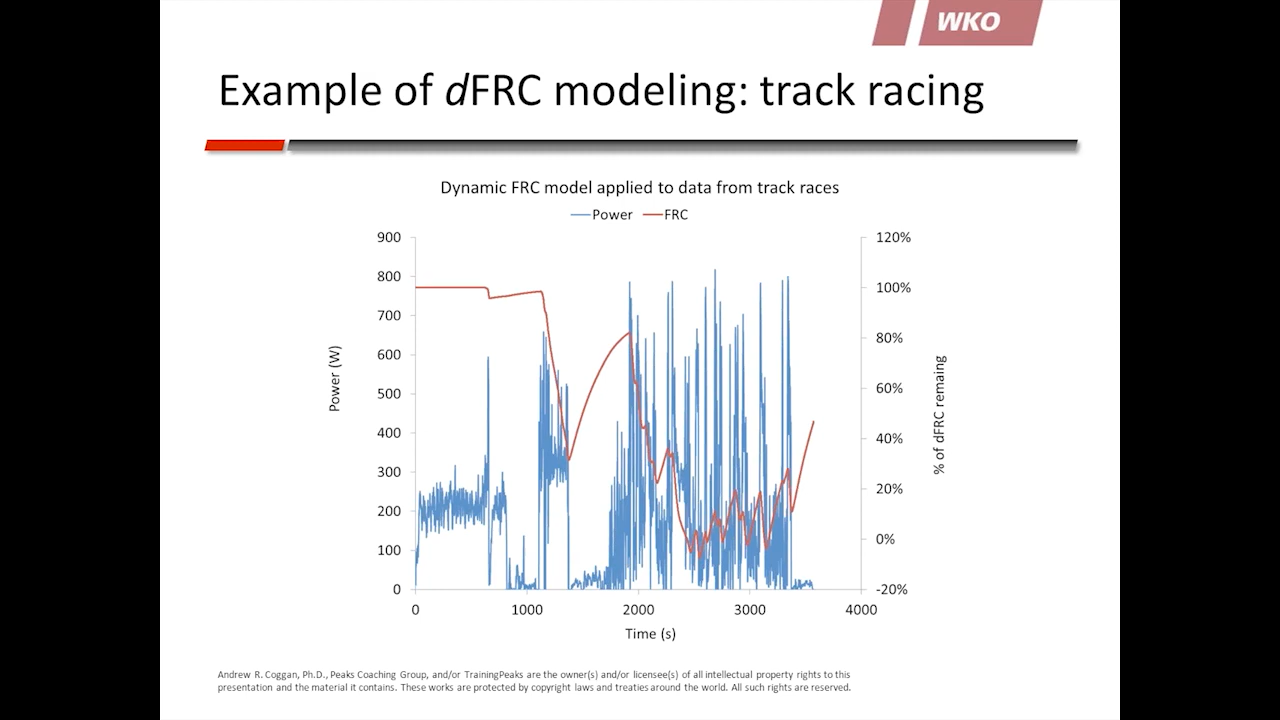 WKO
Example of dFRC modeling: track racing
Dynamic FRC model applied to data from track races
Power FRC
900
800
700
600
500
400
300
200
100
0
Power (W)
120%
100%
80%
60%
40%
20%
0%
-20%
% of dFRC remaing
0 1000 2000 3000 4000
Time (s)
Andrew R. Coggan, Ph.D., Peaks Coaching Group, and/or TrainingPeaks are the owner(s) and/or licensee(s) of all intellectual property rights to this
presentation and the material it contains. These works are protected by copyright laws and treaties around the world. All such rights are reserved.